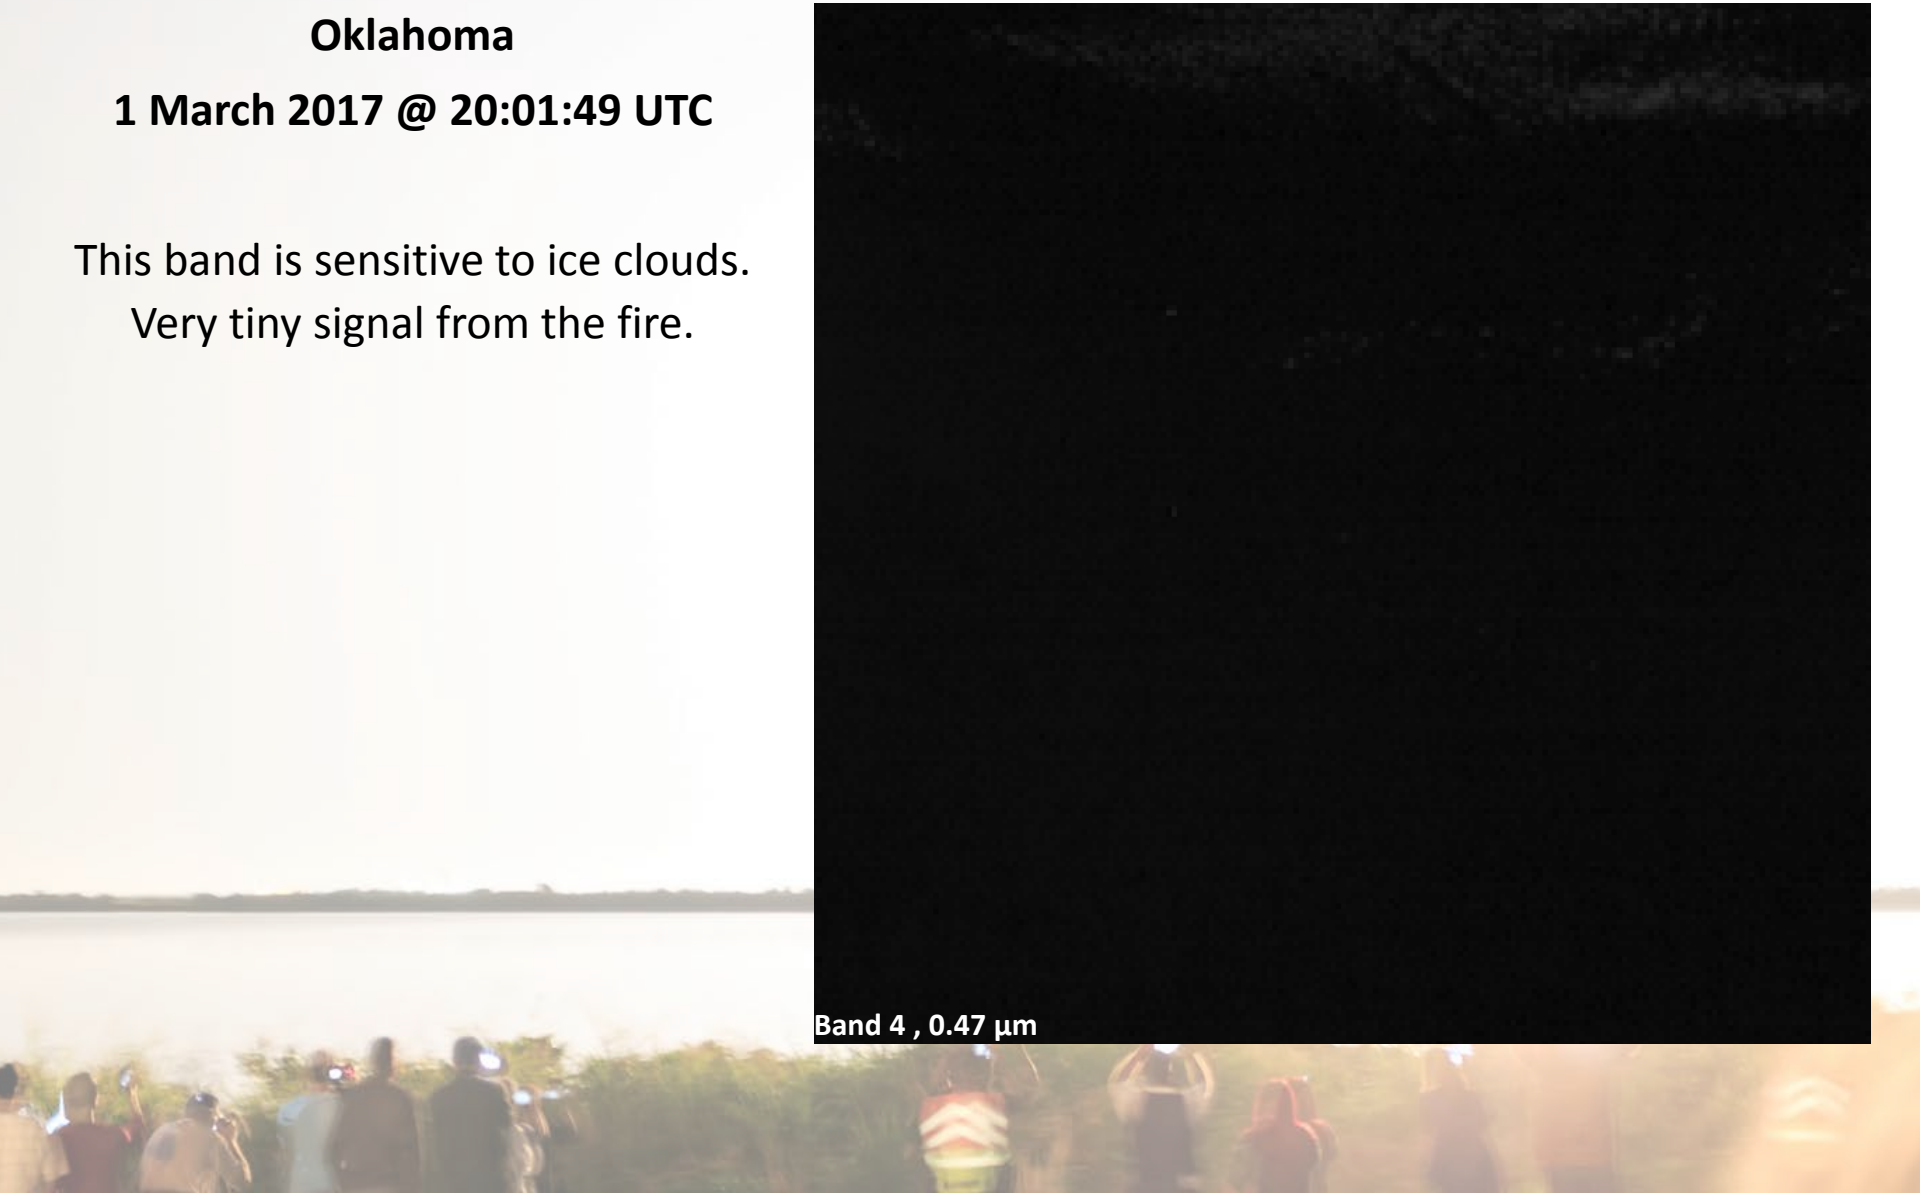 Oklahoma
1 March 2017 @ 20:01:49 UTC
This band is sensitive to ice clouds.
Very tiny signal from the fire.
Band 4 , 0.47 µm